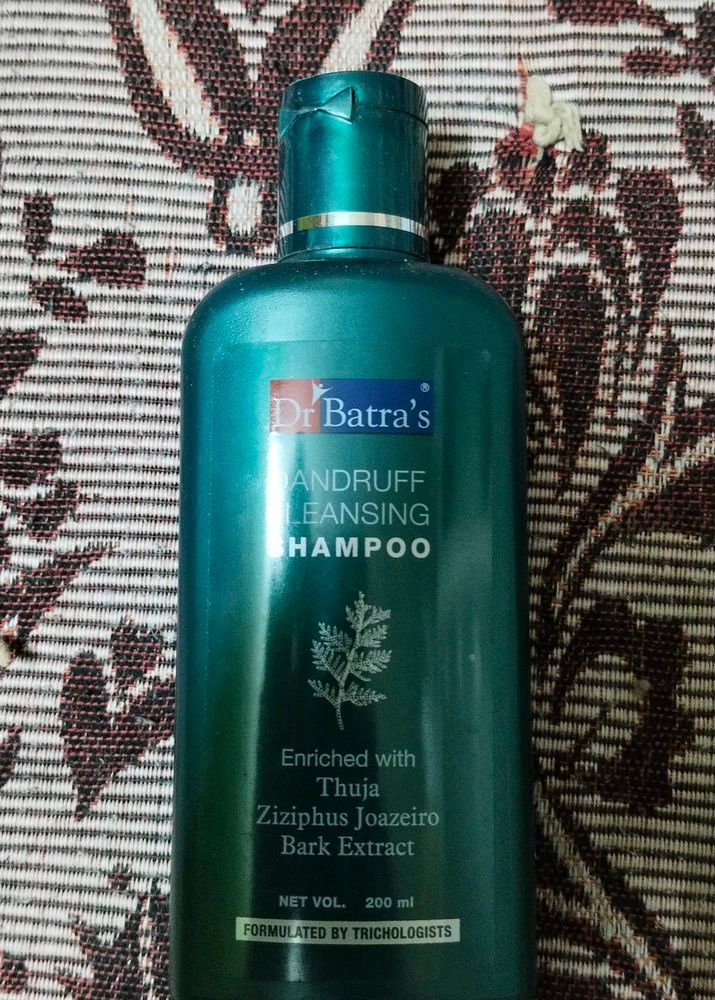 Dr Batra's®
DANDRUFF
CLEANSING
SHAMPOO
Enriched with
Thuja
Ziziphus Joazeiro
Bark Extract
NET VOL. 200 ml
FORMULATED BY TRICHOLOGISTS